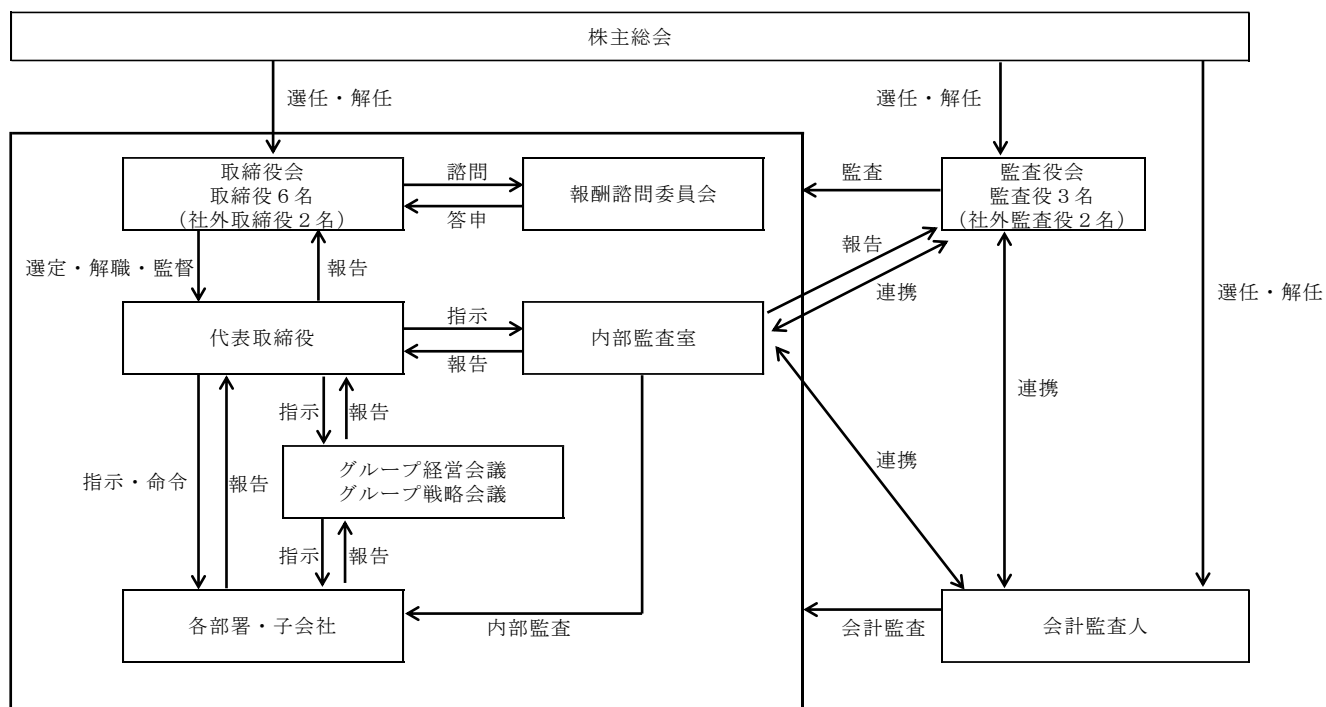 株主総会
選任・解任
選任・解任
取締役会
取締役6名
(社外取締役2名)
諮問
答申
報酬諮問委員会
監査
監査役会
監査役3名
(社外監査役2名)
選定・解職・監督
報告
報告
連携
選任・解任
代表取締役
指示
報告
内部監査室
指示
報告
連携
グループ経営会議
グループ戦略会議
指示・命令
報告
連携
指示
報告
各部署・子会社
内部監査
会計監査
会計監査人